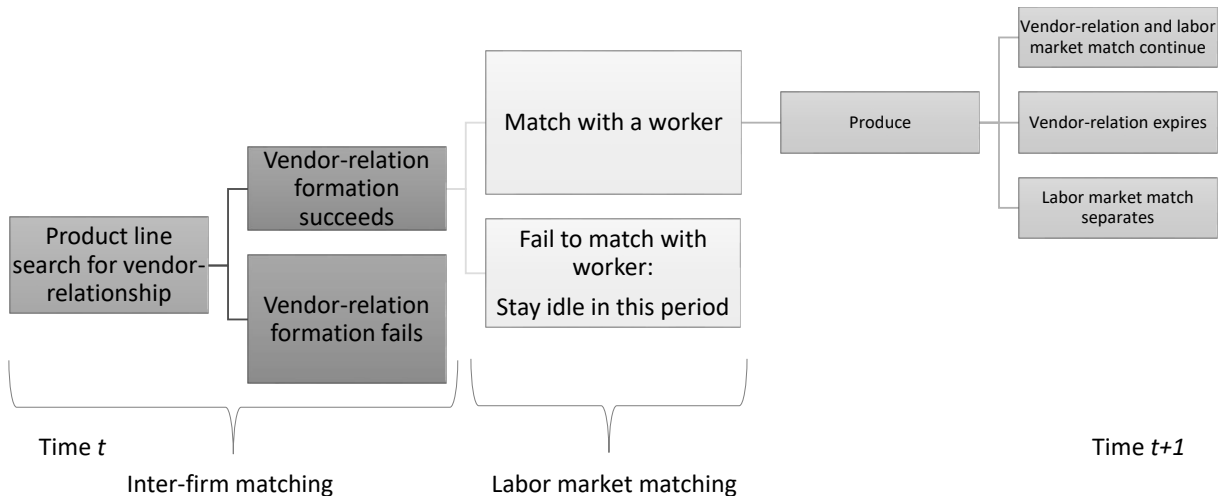 Product line
search for vendor-
relationship
Vendor-relation
formation
succeeds
Vendor-relation
formation fails
Match with a worker
Fail to match with
worker:
Stay idle in this period
Produce
Vendor-relation and labor
market match continue
Vendor-relation expires
Labor market match
separates
Time t
Inter-firm matching
Labor market matching
Time t+1